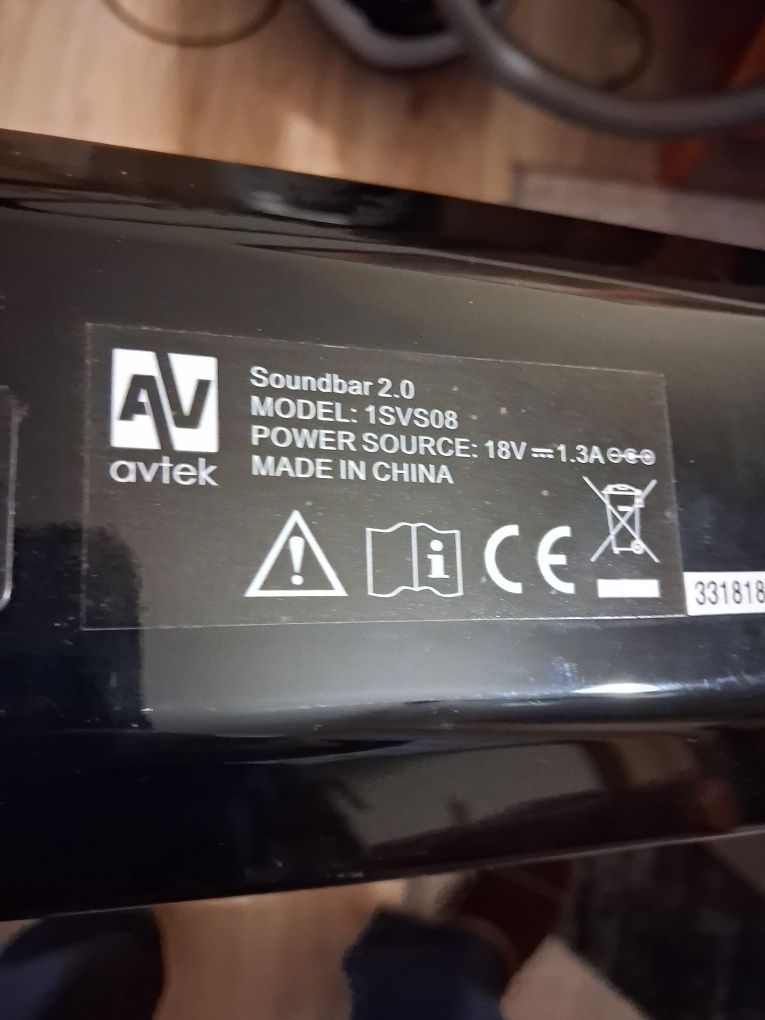 AV
avtek
Soundbar 2.0
MODEL: 1SVS08
POWER SOURCE: 18V ⎓ 1.3A
MADE IN CHINA
i
CE
331818